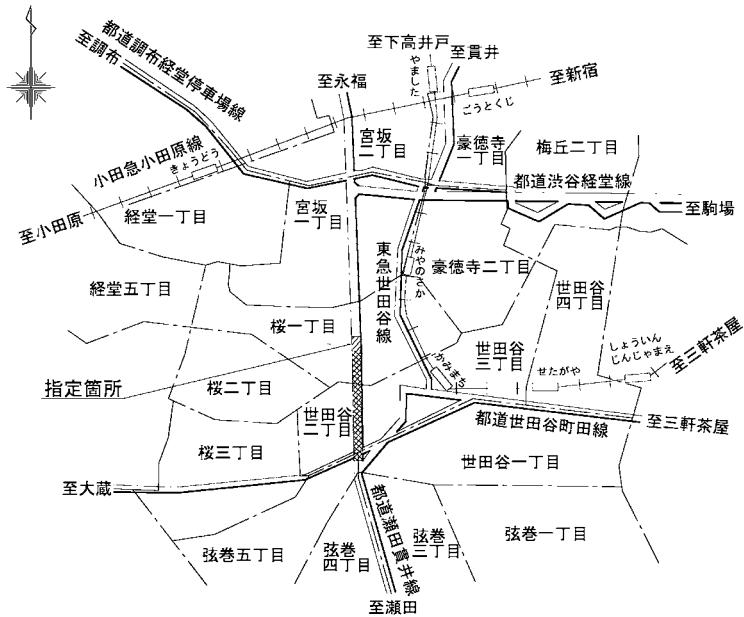 都道調布経堂停車場線
至調布
至下高井戸
至貫井
至永福
至新宿
やました
ごうとくじ
宮坂
二丁目
豪徳寺
一丁目
梅丘二丁目
小田急小田原線
きょうどう
都道渋谷経堂線
至小田原
経堂一丁目
宮坂
一丁目
至駒場
東急世田谷線
みやのさか
豪徳寺二丁目
経堂五丁目
世田谷
四丁目
桜一丁目
しょういん
じんじゃまえ
至三軒茶屋
世田谷
三丁目
かみまち
せたがや
指定箇所
桜二丁目
世田谷
二丁目
都道世田谷町田線
至三軒茶屋
桜三丁目
世田谷一丁目
至大蔵
都道瀬田貫井線
弦巻五丁目
弦巻
四丁目
弦巻
三丁目
弦巻一丁目
至瀬田